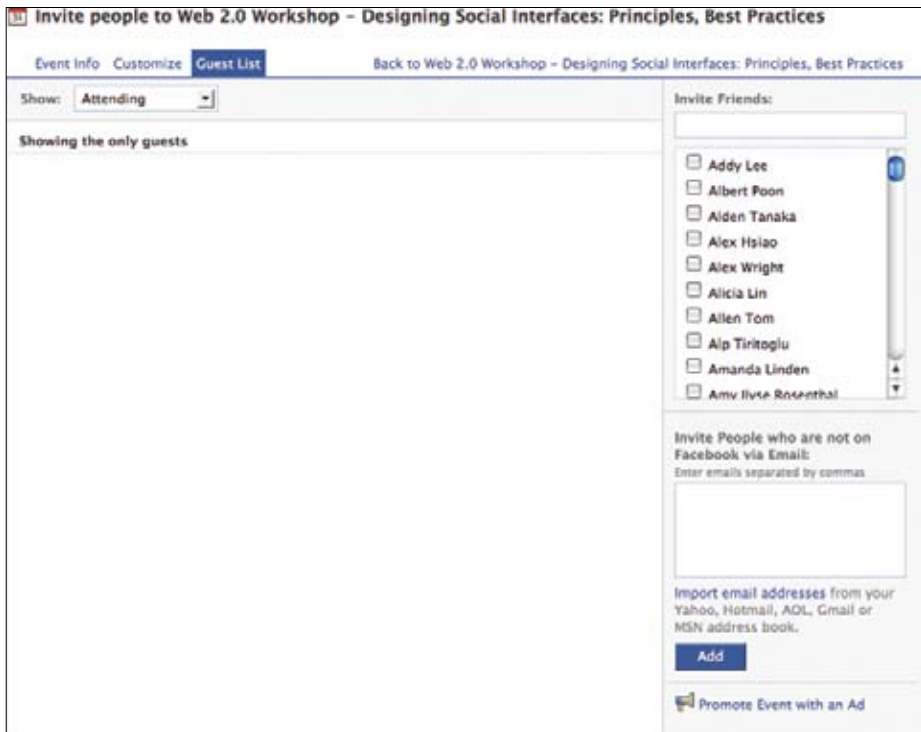 Invite people to Web 2.0 Workshop – Designing Social Interfaces: Principles, Best Practices
Event Info Customize Guest List
Back to Web 2.0 Workshop – Designing Social Interfaces: Principles, Best Practices
Show: Attending
Showing the only guests
Invite Friends:
Addy Lee
Albert Poon
Alden Tanaka
Alex Hsiao
Alex Wright
Alicia Lin
Allen Tom
Alp Tiritoglu
Amanda Linden
Amy Ilyse Rosenthal
Invite People who are not on
Facebook via Email:
Enter emails separated by commas
Import email addresses from your
Yahoo, Hotmail, AOL, Gmail or
MSN address book.
Add
Promote Event with an Ad